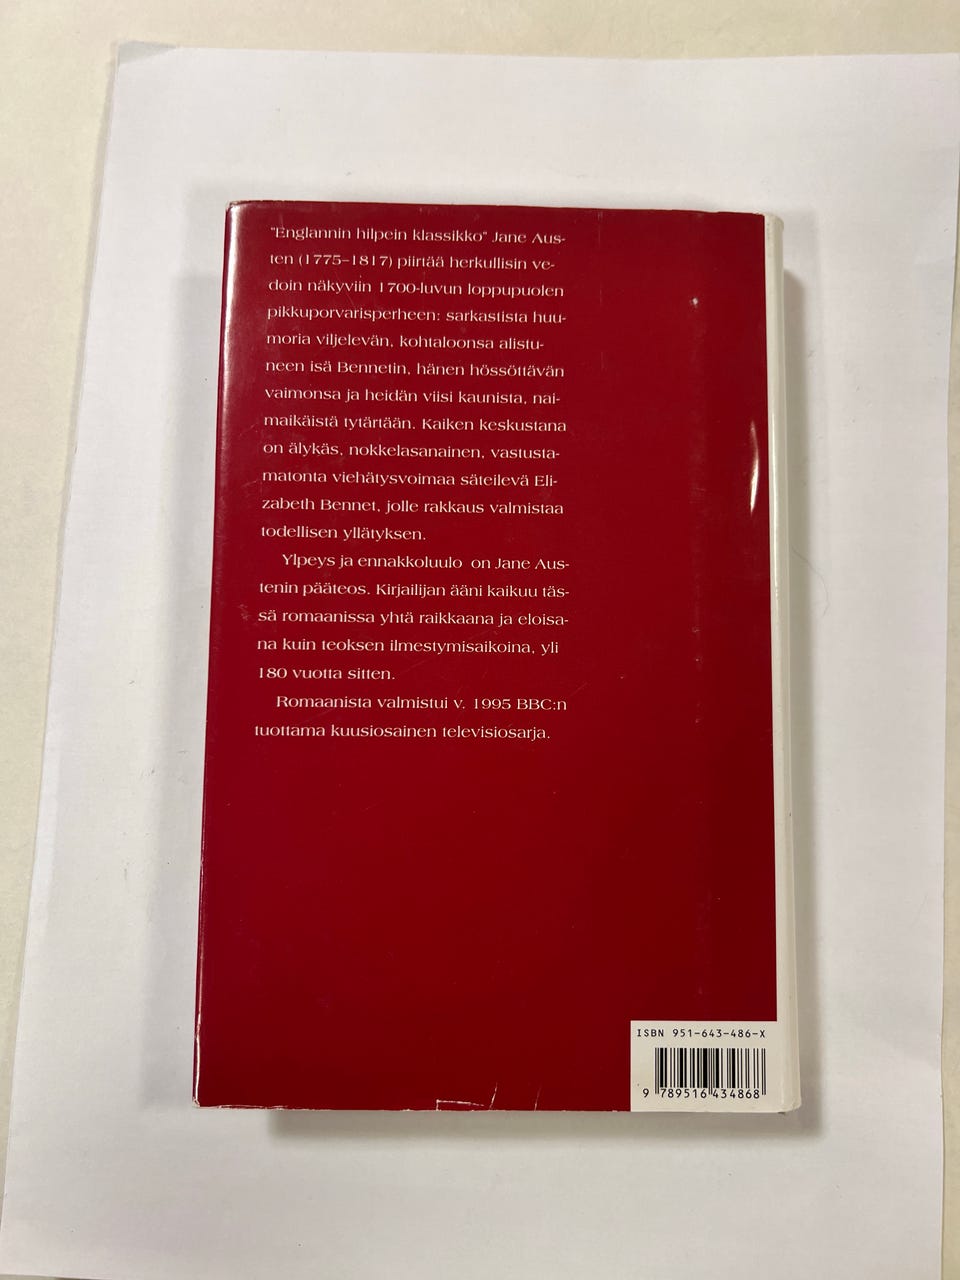 "Englannin hilpein klassikko" Jane Aus-
ten (1775–1817) piirtää herkullisin ve-
doin näkyviin 1700-luvun loppupuolen
pikkuporvarisperheen: sarkastista huu-
moria viljelevän, kohtaloonsa alistu-
neen isä Bennetin, hänen hössöttävän
vaimonsa ja heidän viisi kaunista, nai-
maikäistä tytärtään. Kaiken keskustana
on älykäs, nokkelasanainen, vastusta-
matonta viehätysvoimaa säteilevä Eli-
zabeth Bennet, jolle rakkaus valmistaa
todellisen yllätyksen.
Ylpeys ja ennakkoluulo on Jane Aus-
tenin pääteos. Kirjailijan ääni kaikuu täs-
sä romaanissa yhtä raikkaana ja eloisa-
na kuin teoksen ilmestymisaikoina, yli
180 vuotta sitten.
Romaanista valmistui v. 1995 BBC:n
tuottama kuusiosainen televisiosarja.
ISBN 951-643-486-X
9 789516 434868